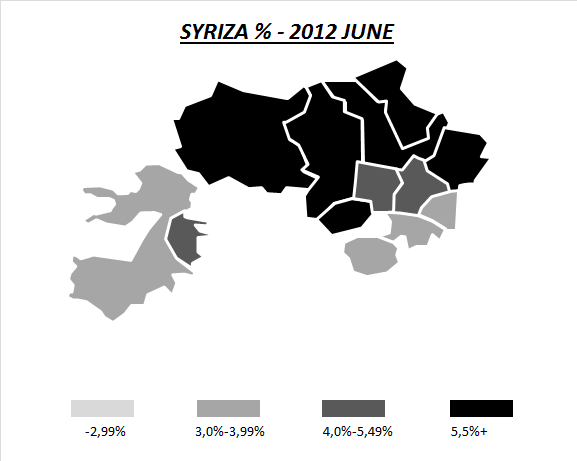 SYRIZA % - 2012 JUNE
-2,99%
3,0%-3,99%
4,0%-5,49%
5,5%+